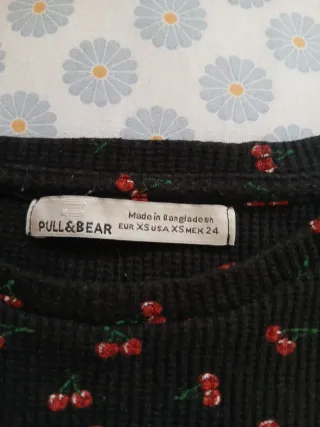 PULL&BEAR
Made in Bangladesh
EUR XS USA XS MEX 24